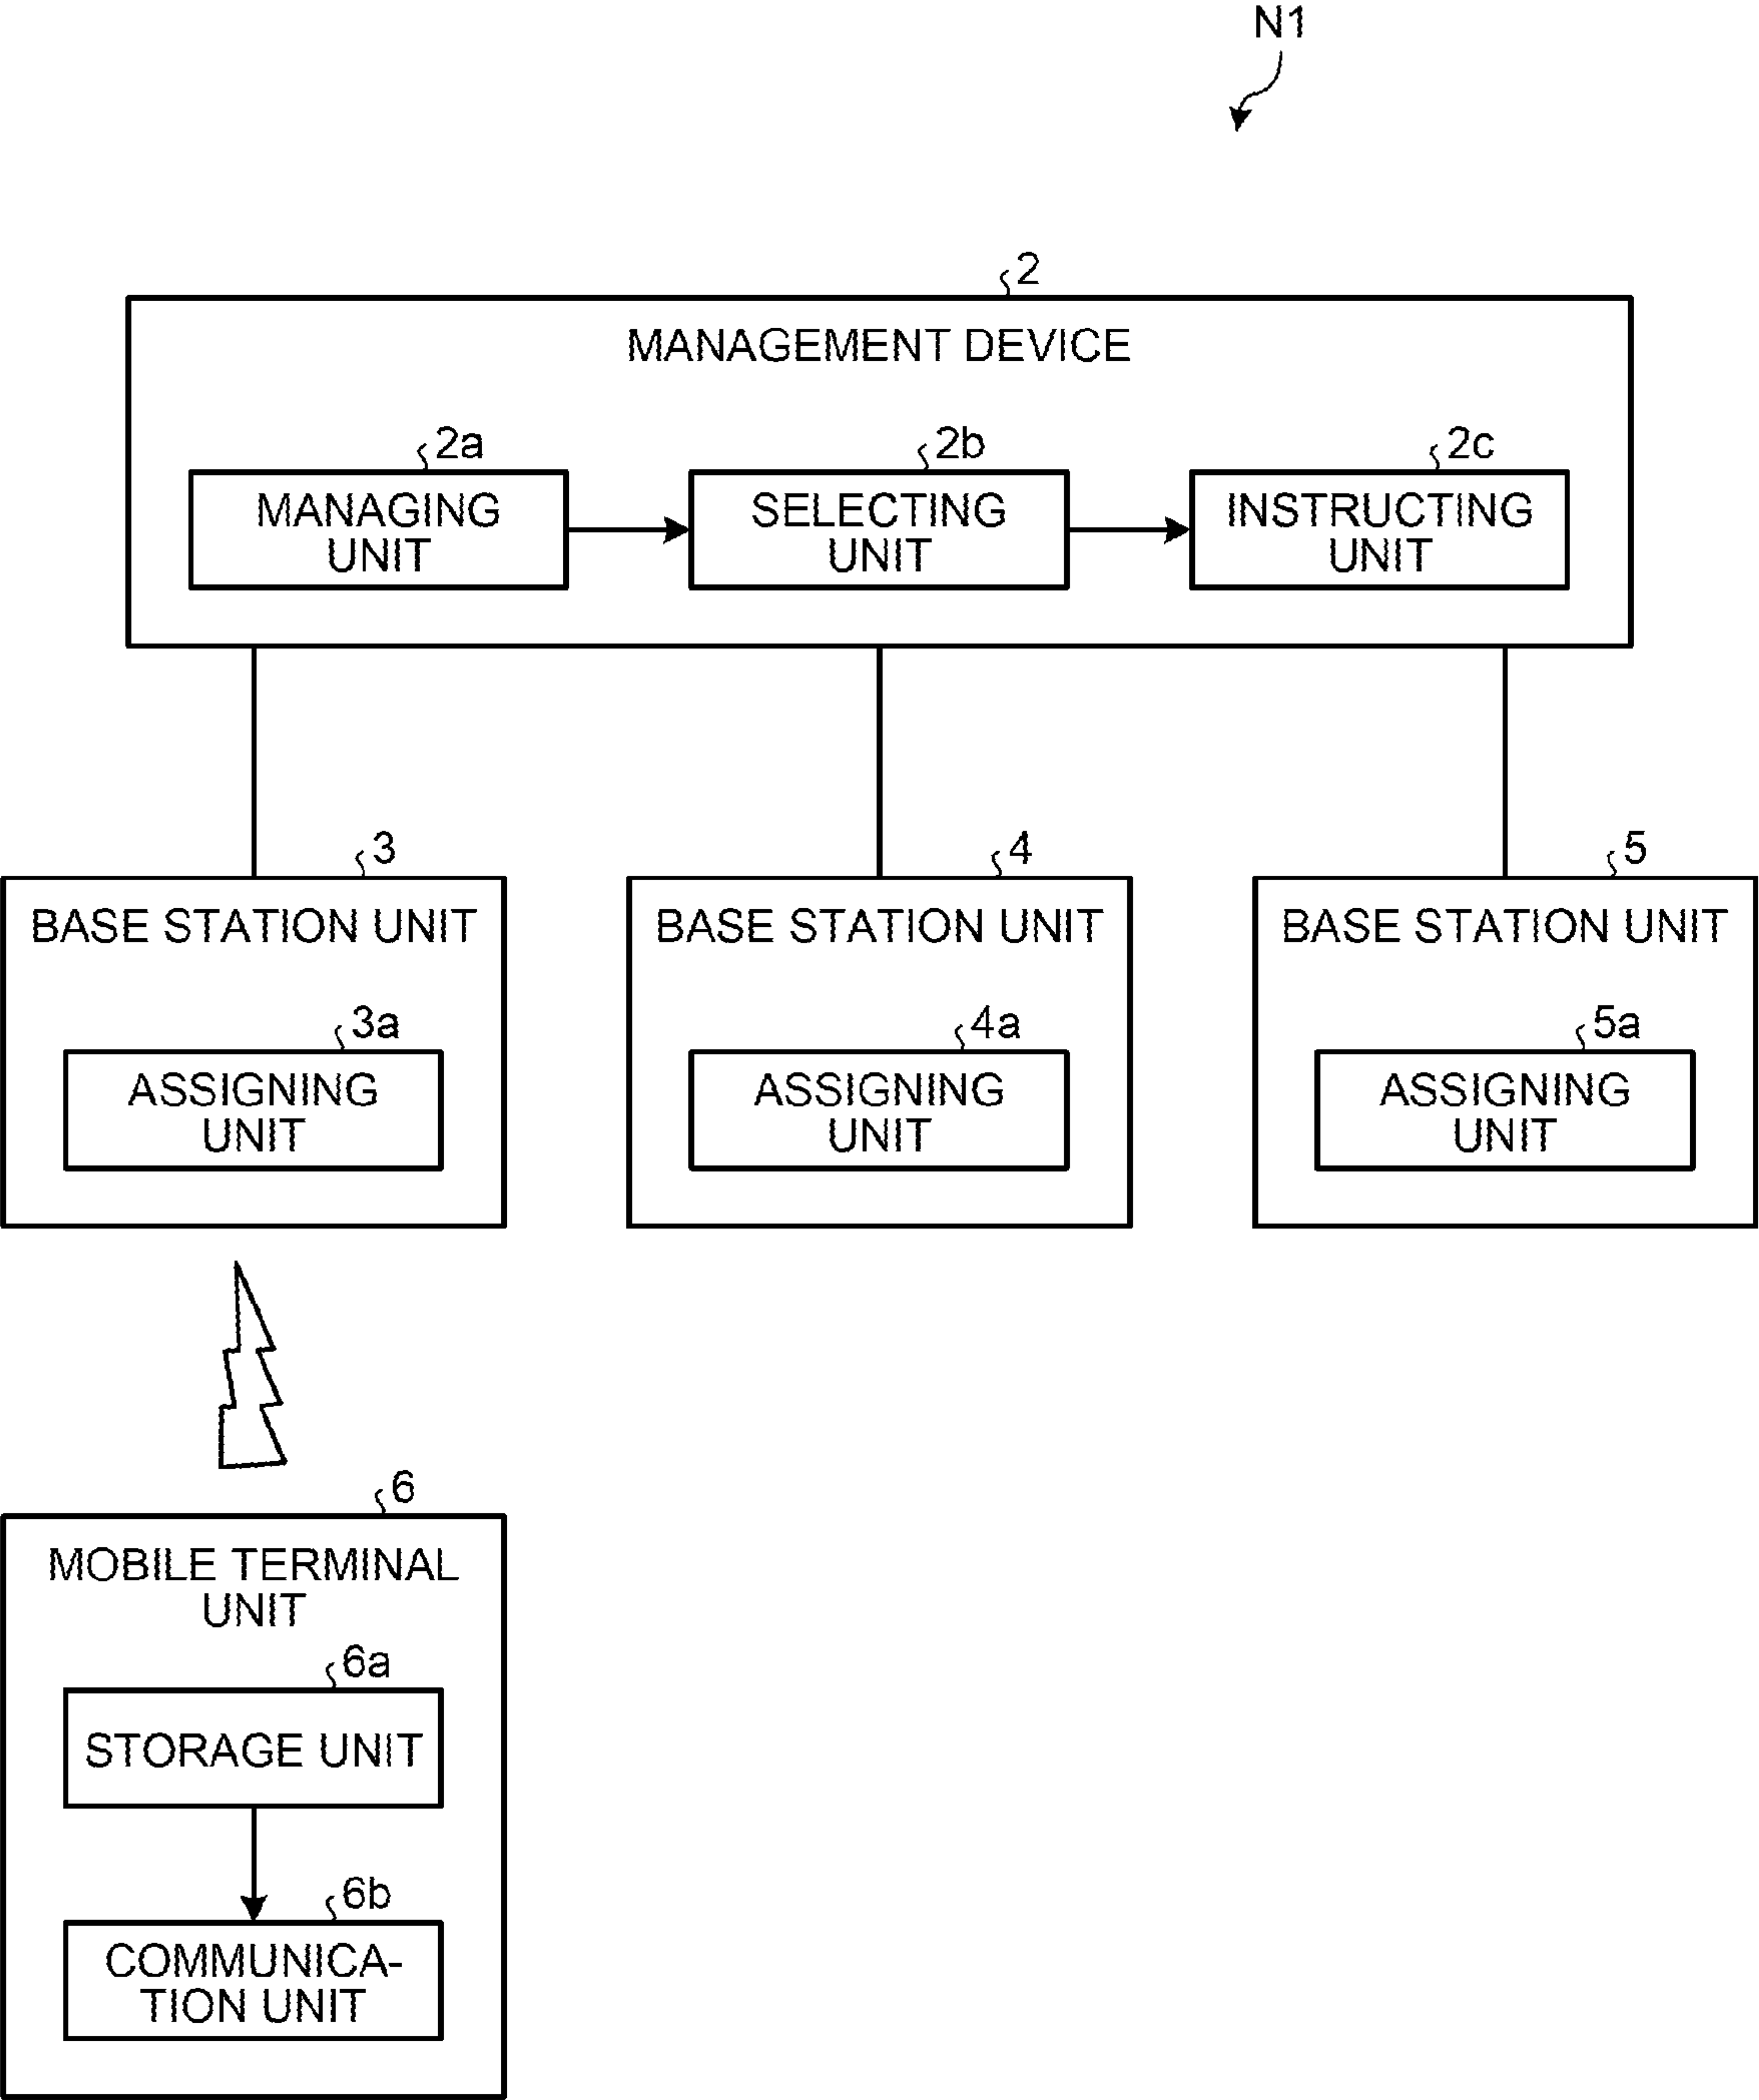 N1
2
MANAGEMENT DEVICE
2a
2b
2c
MANAGING
UNIT
SELECTING
UNIT
INSTRUCTING
UNIT
3
4
5
BASE STATION UNIT
BASE STATION UNIT
BASE STATION UNIT
3a
4a
5a
ASSIGNING
UNIT
ASSIGNING
UNIT
ASSIGNING
UNIT
6
MOBILE TERMINAL
UNIT
6a
STORAGE UNIT
6b
COMMUNICA-
TION UNIT